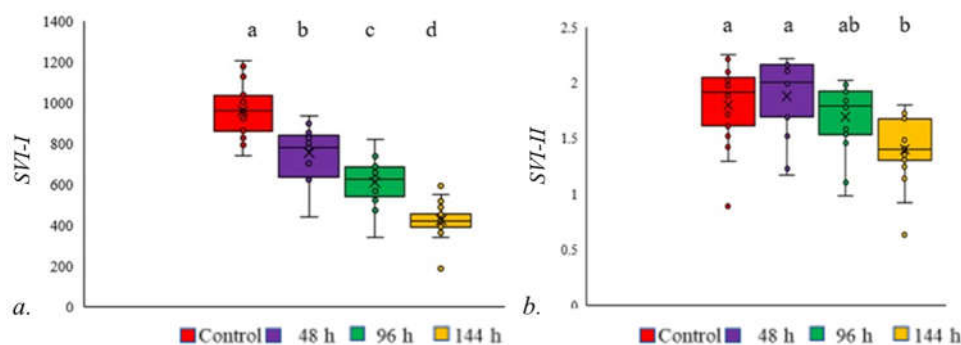 1400
1200
1000
800
600
400
200
0
SVI-I
a b c d
a.
Control 48 h 96 h 144 h
2.5
2
1.5
1
0.5
0
SVI-II
a a ab b
b.
Control 48 h 96 h 144 h